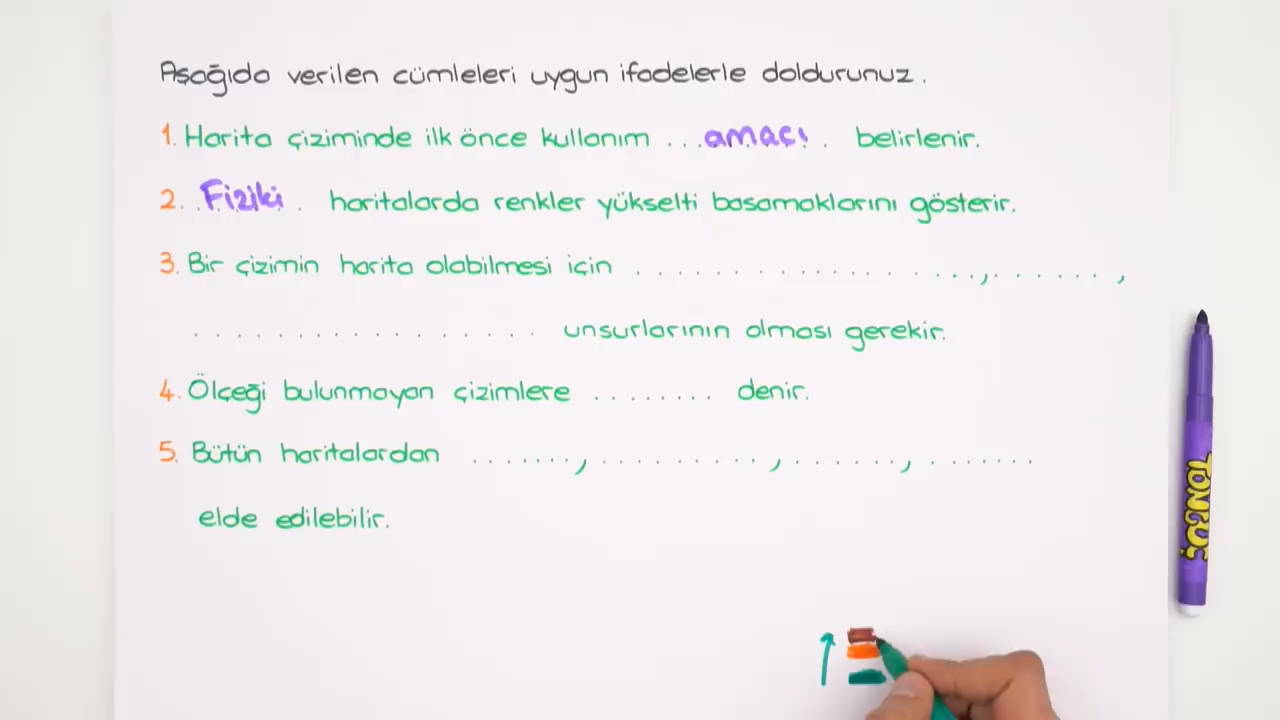 Aşağıda verilen cümleleri uygun ifadelerle doldurunuz.
1. Harita çiziminde ilk önce kullanım ...amacı. belirlenir.
2. Fiziki . haritalarda renkler yükselti basamaklarını gösterir.
3. Bir çizimin harita olabilmesi için . . . . . . . . . . . . . . . . . . ., . . . . . . ,
. . . . . . . . . . . . . . . . . unsurlarının olması gerekir.
4. Ölçeği bulunmayan çizimlere . . . . . . . . denir.
5. Bütün haritalardan . . . . . . ., . . . . . . . . . ., . . . . . . ., . . . . . . .
elde edilebilir.
TONGUÇ